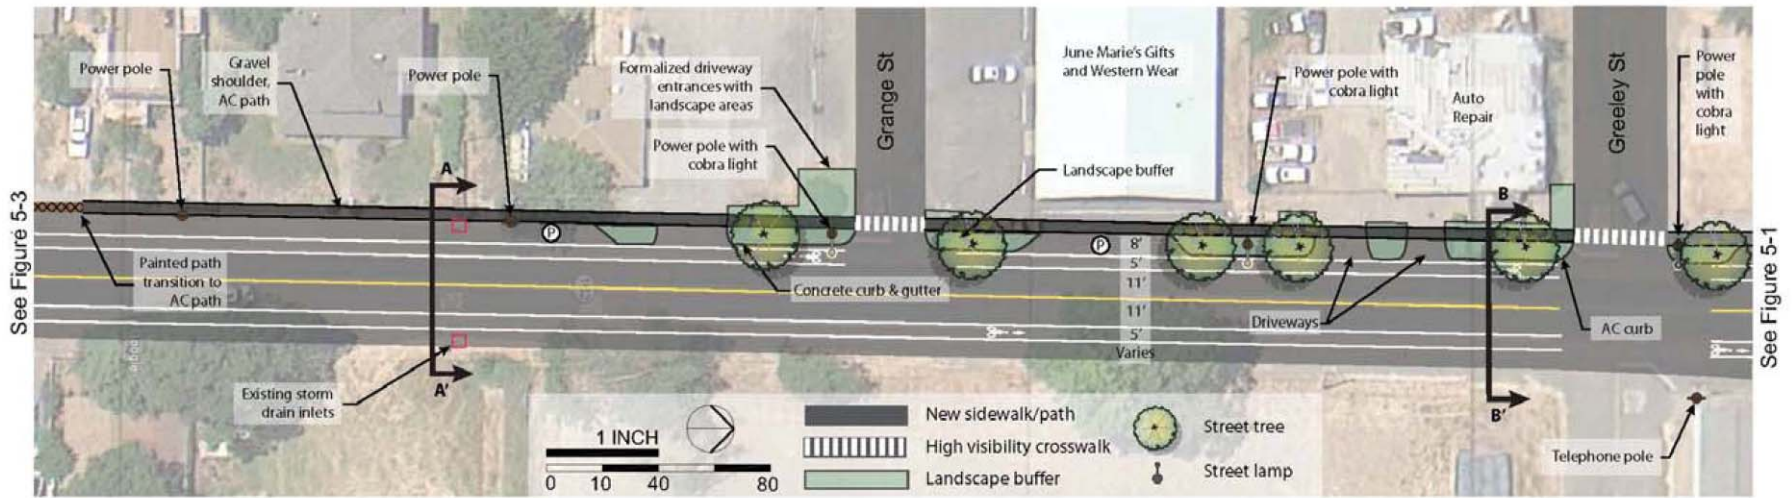 See Figure 5-3
Power pole
Gravel
shoulder,
AC path
Power pole
Formalized driveway
entrances with
landscape areas
Power pole with
cobra light
Grange St
June Marie's Gifts
and Western Wear
Landscape buffer
Power pole with
cobra light
Auto
Repair
Greeley St
Power
pole
with
cobra
light
See Figure 5-1
A
B
P
P
Painted path
transition to
AC path
Concrete curb & gutter
8'
5'
11'
11'
5'
Varies
Driveways
AC curb
Existing storm
drain inlets
A'
B'
1 INCH
0 10 40 80
New sidewalk/path
High visibility crosswalk
Landscape buffer
Street tree
Street lamp
Telephone pole